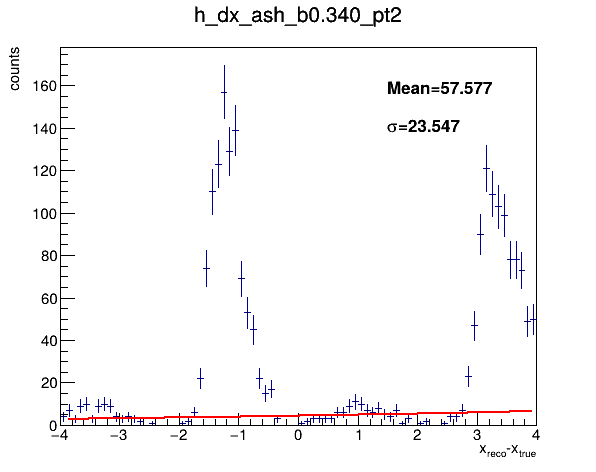 h_dx_ash_b0.340_pt2
counts
Mean=57.577
σ=23.547
160
140
120
100
80
60
40
20
0
−4 −3 −2 −1 0 1 2 3 4
x_reco-x_true